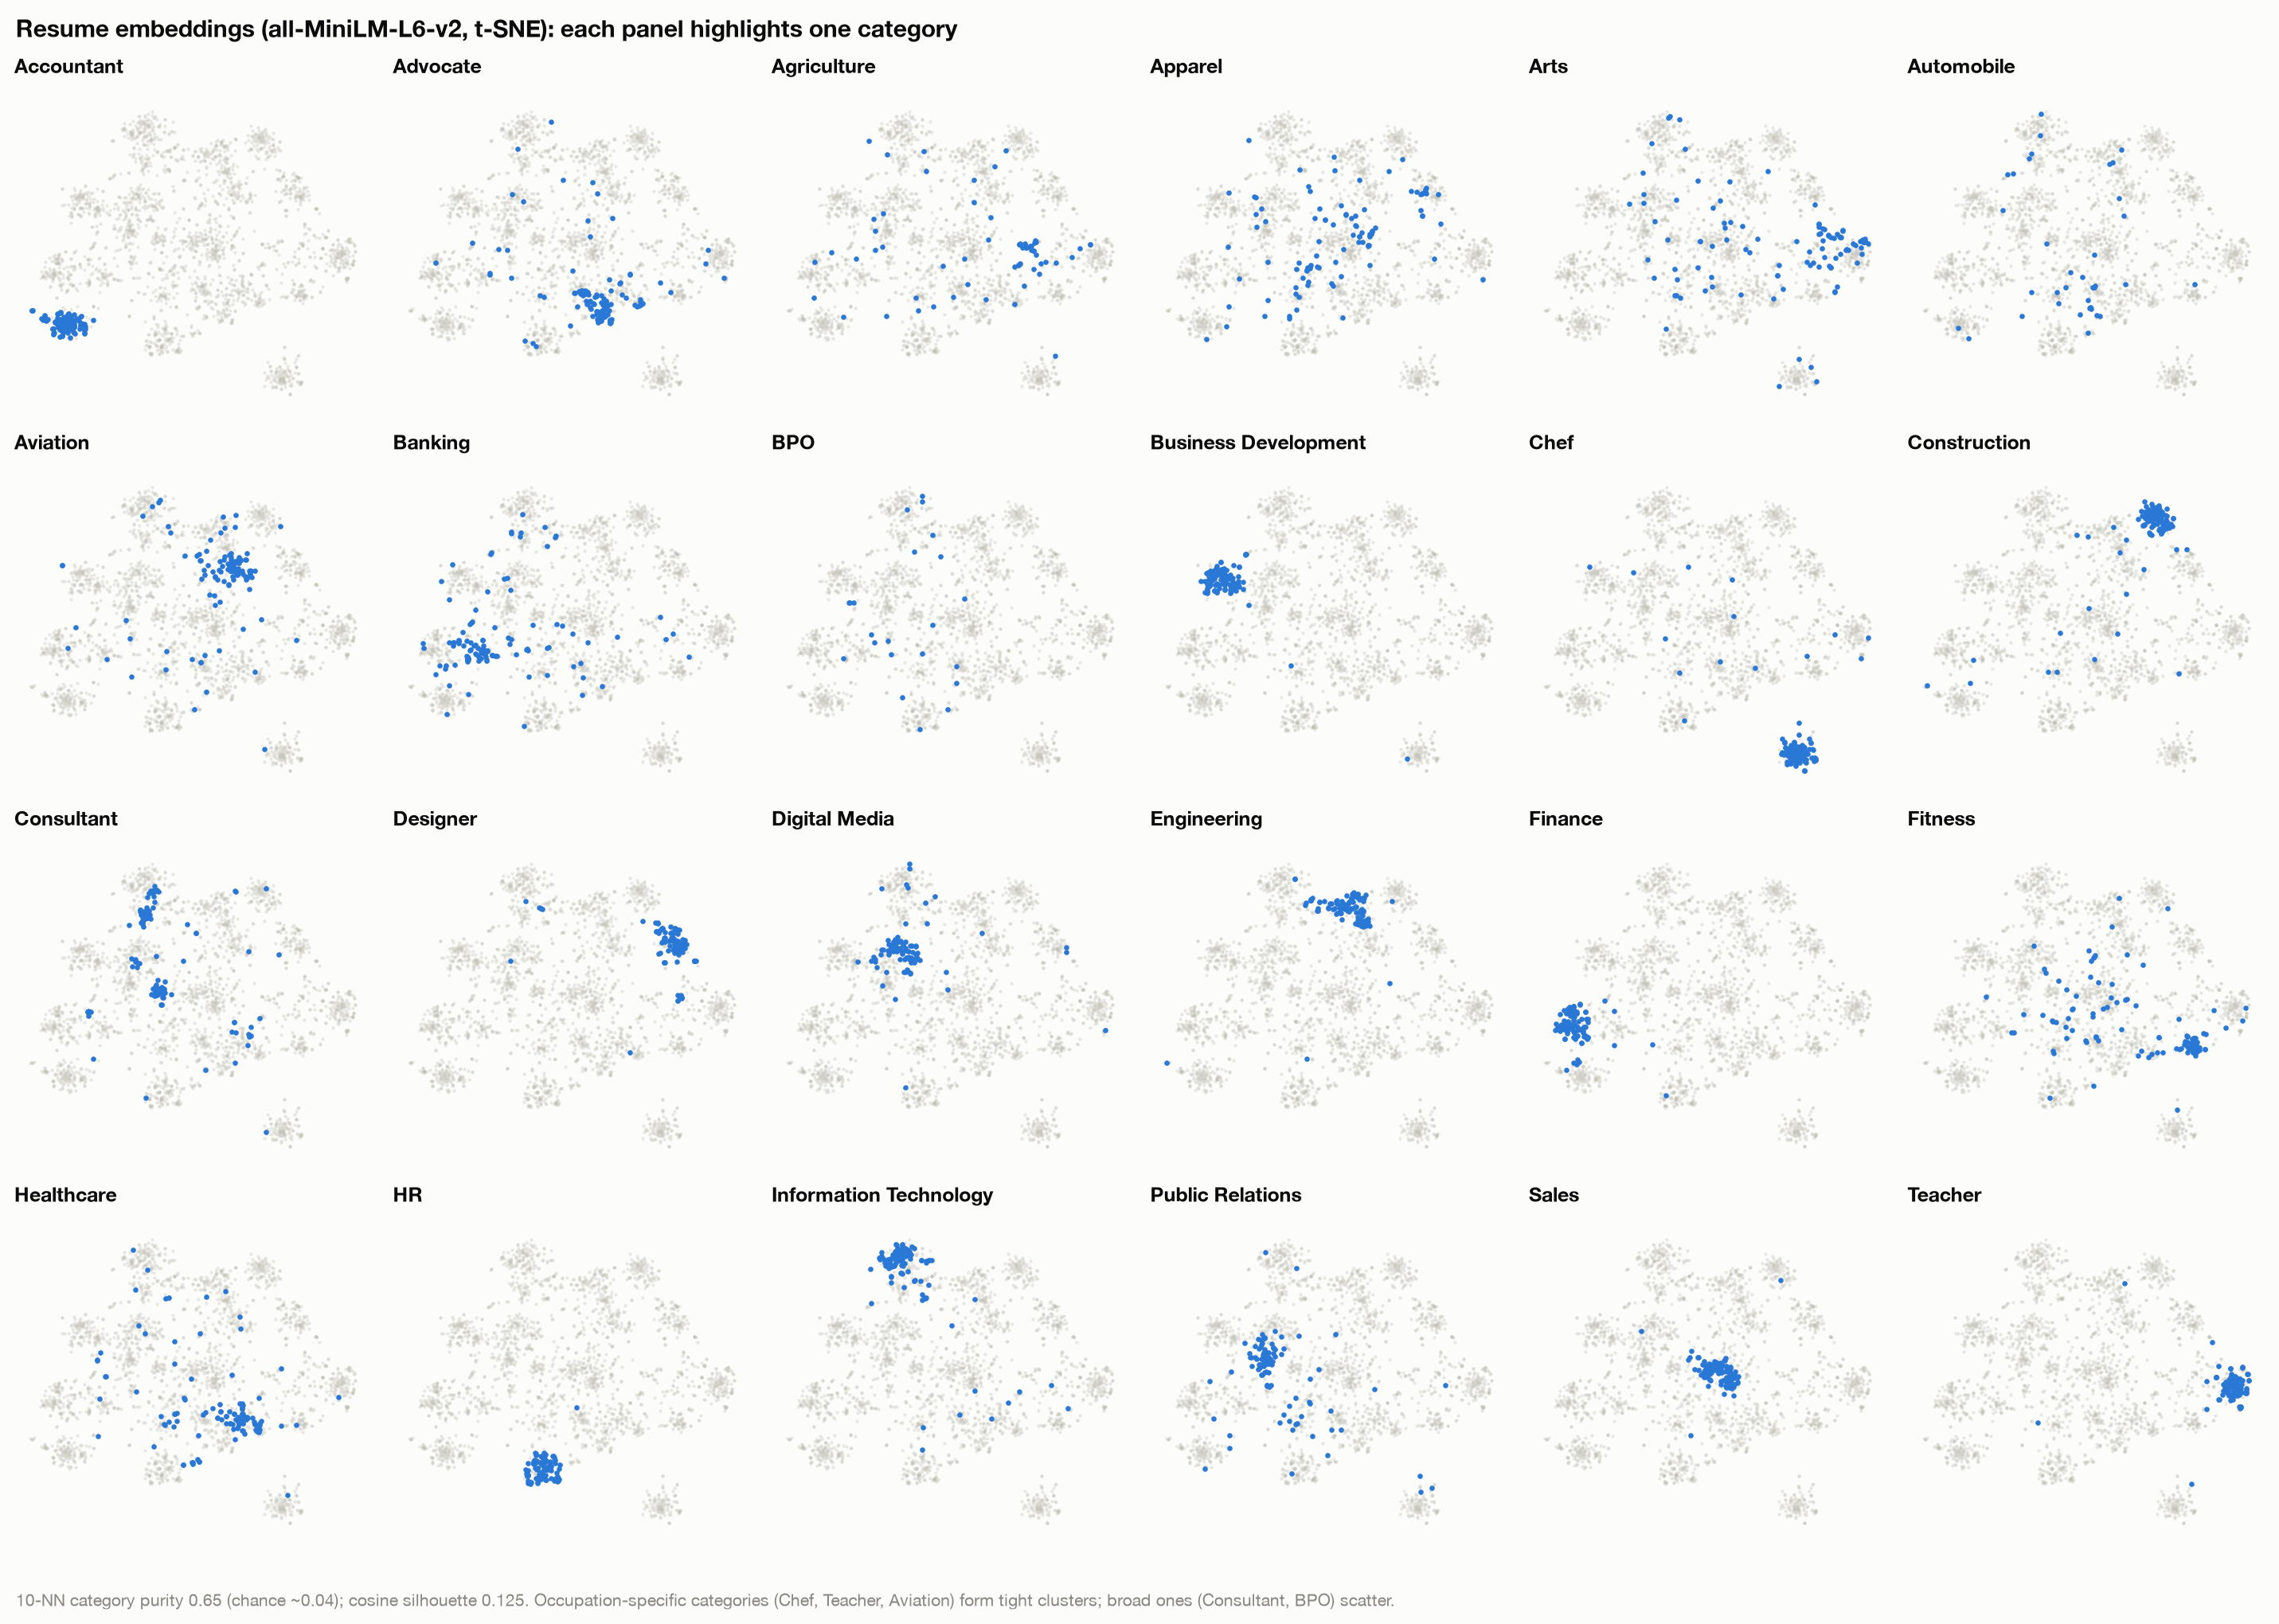 Resume embeddings (all-MiniLM-L6-v2, t-SNE): each panel highlights one category
Accountant
Advocate
Agriculture
Apparel
Arts
Automobile
Aviation
Banking
BPO
Business Development
Chef
Construction
Consultant
Designer
Digital Media
Engineering
Finance
Fitness
Healthcare
HR
Information Technology
Public Relations
Sales
Teacher
10-NN category purity 0.65 (chance ~0.04); cosine silhouette 0.125. Occupation-specific categories (Chef, Teacher, Aviation) form tight clusters; broad ones (Consultant, BPO) scatter.